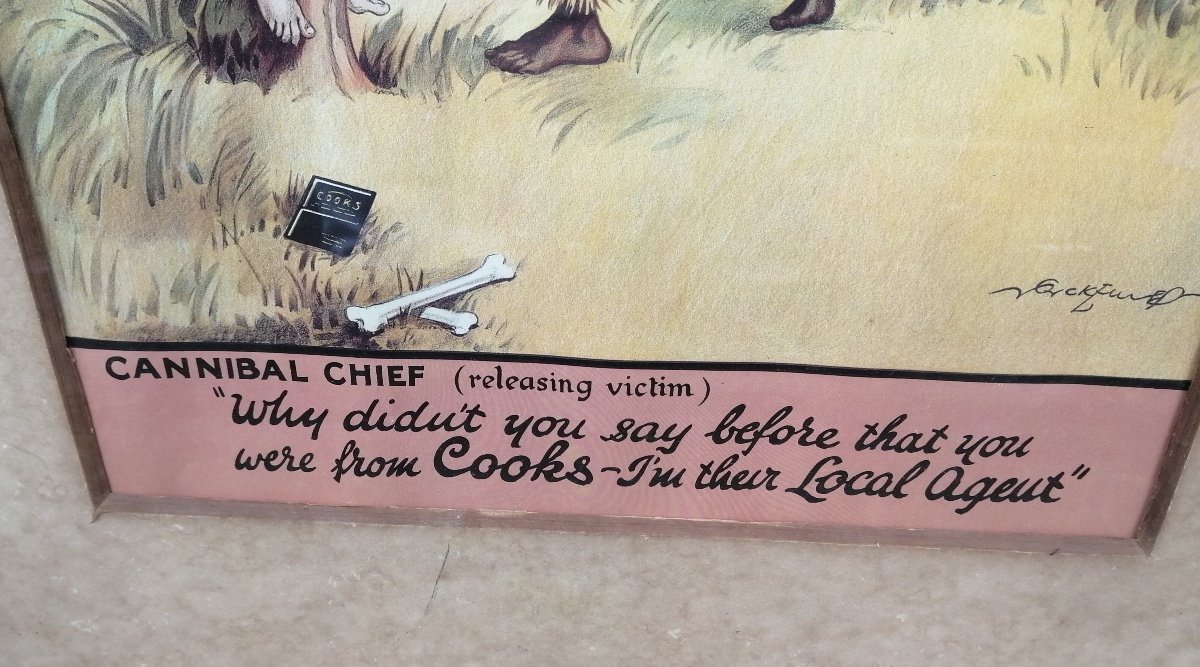 COOKS
CANNIBAL CHIEF (releasing victim)
"Why didn't you say before that you
were from Cooks - I'm their Local Agent"